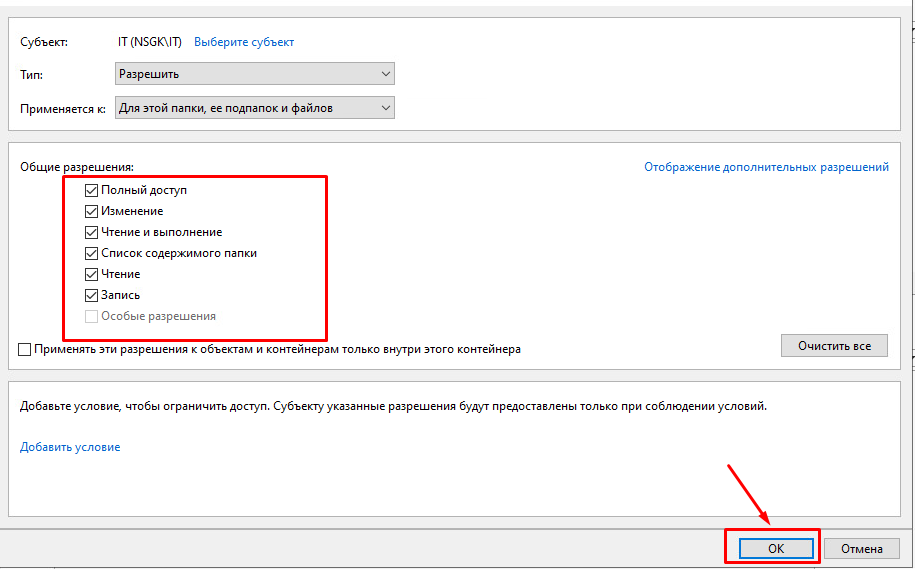 Субъект: IT (NSGK\IT) Выберите субъект
Тип: Разрешить
Применяется к: Для этой папки, ее подпапок и файлов
Общие разрешения: Отображение дополнительных разрешений
Полный доступ
Изменение
Чтение и выполнение
Список содержимого папки
Чтение
Запись
Особые разрешения
Применять эти разрешения к объектам и контейнерам только внутри этого контейнера Очистить все
Добавьте условие, чтобы ограничить доступ. Субъекту указанные разрешения будут предоставлены только при соблюдении условий.
Добавить условие
ОК Отмена